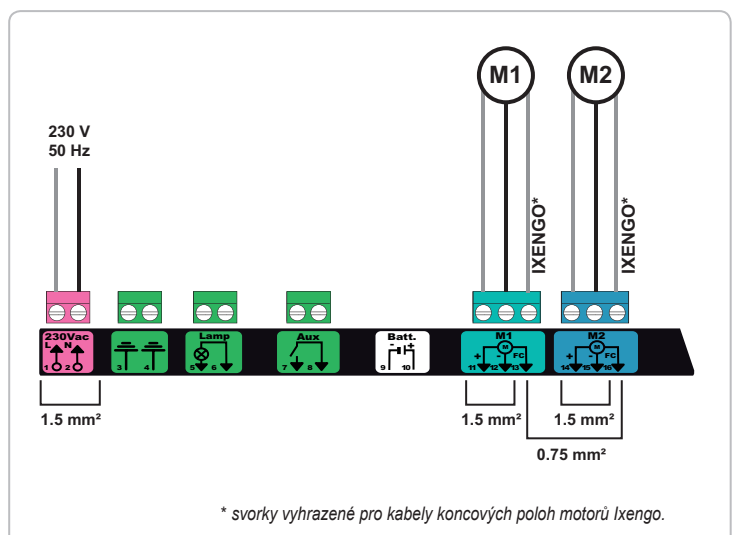 M1 M2
230 V
50 Hz
IXENGO* IXENGO*
230Vac Lamp Aux Batt. M1 M2
L N - + + M - FC + M - FC
1 2 3 4 5 6 7 8 9 10 11 12 13 14 15 16
1.5 mm² 1.5 mm² 1.5 mm²
0.75 mm²
* svorky vyhrazené pro kabely koncových poloh motorů Ixengo.